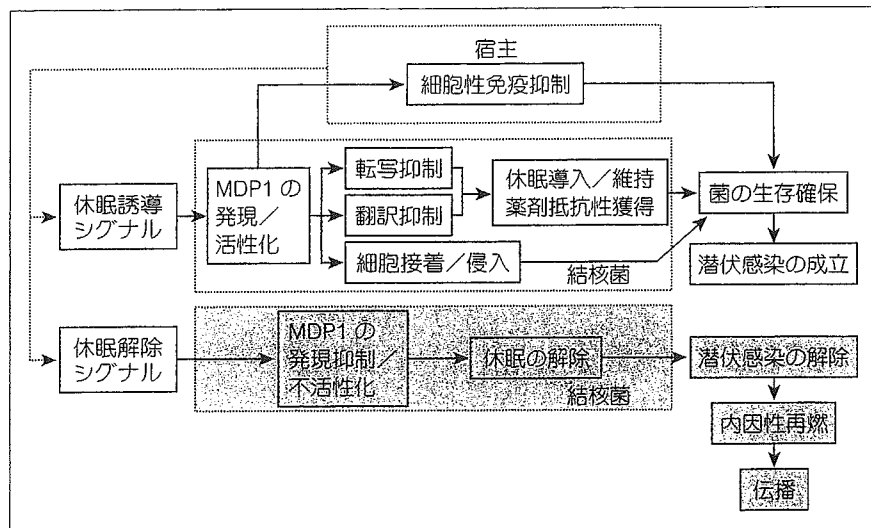 宿主
細胞性免疫抑制
休眠誘導
シグナル
MDP1の
発現/
活性化
転写抑制
翻訳抑制
細胞接着/侵入
休眠導入/維持
薬剤抵抗性獲得
結核菌
菌の生存確保
潜伏感染の成立
休眠解除
シグナル
MDP1の
発現抑制/
不活性化
休眠の解除
結核菌
潜伏感染の解除
内因性再燃
伝播